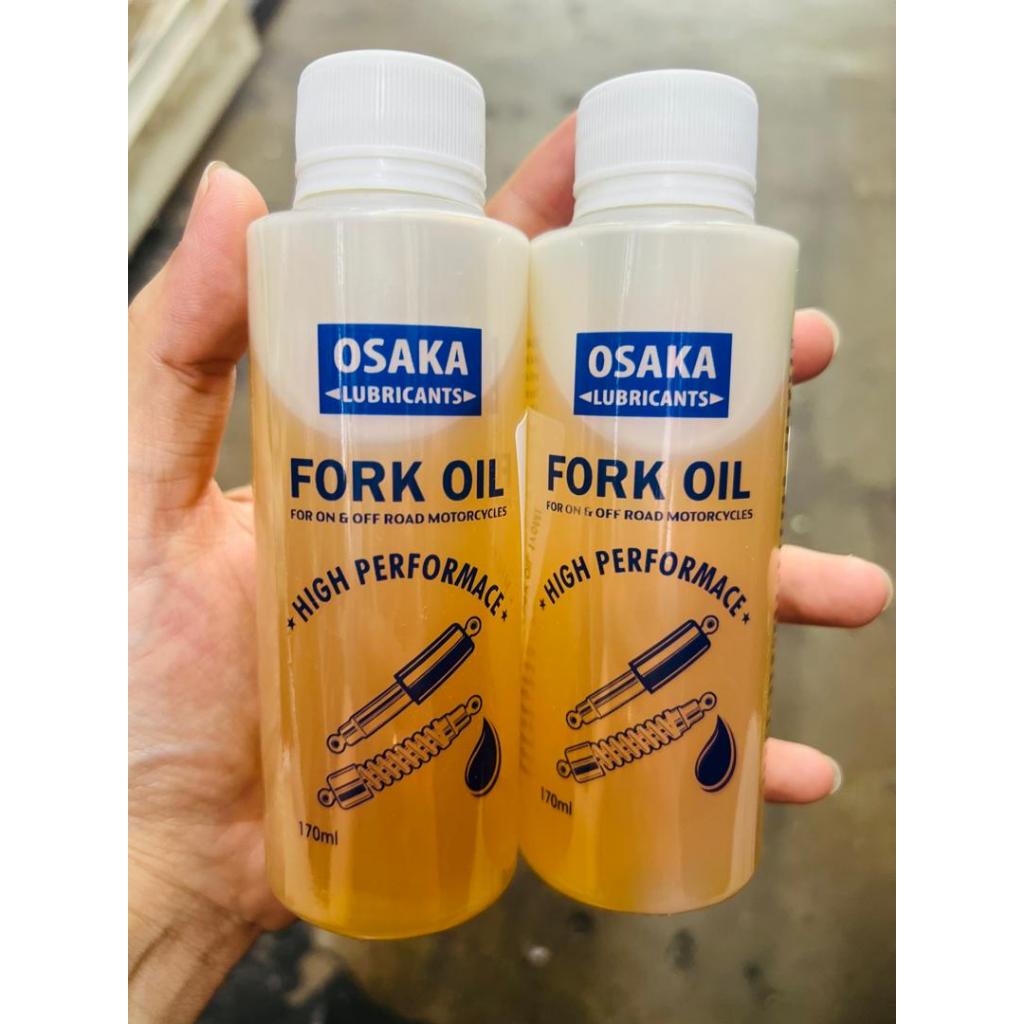 OSAKA
LUBRICANTS
FORK OIL
FOR ON & OFF ROAD MOTORCYCLES
HIGH PERFORMACE
170ml
OSAKA
LUBRICANTS
FORK OIL
FOR ON & OFF ROAD MOTORCYCLES
HIGH PERFORMACE
170ml